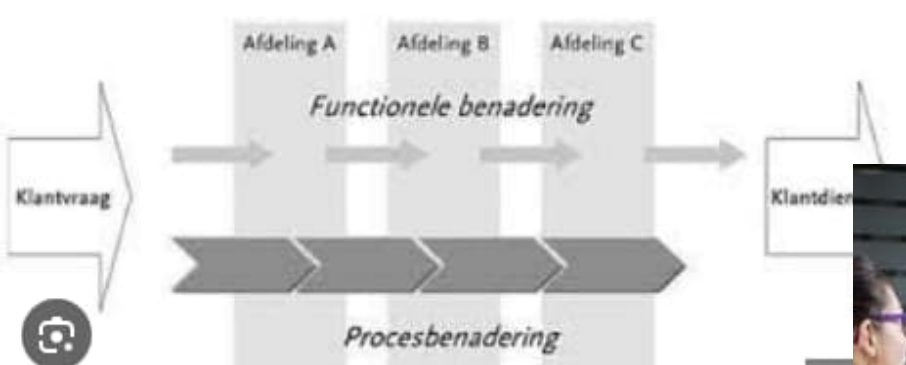 Afdeling A
Afdeling B
Afdeling C
Functionele benadering
Klantvraag
Procesbenadering